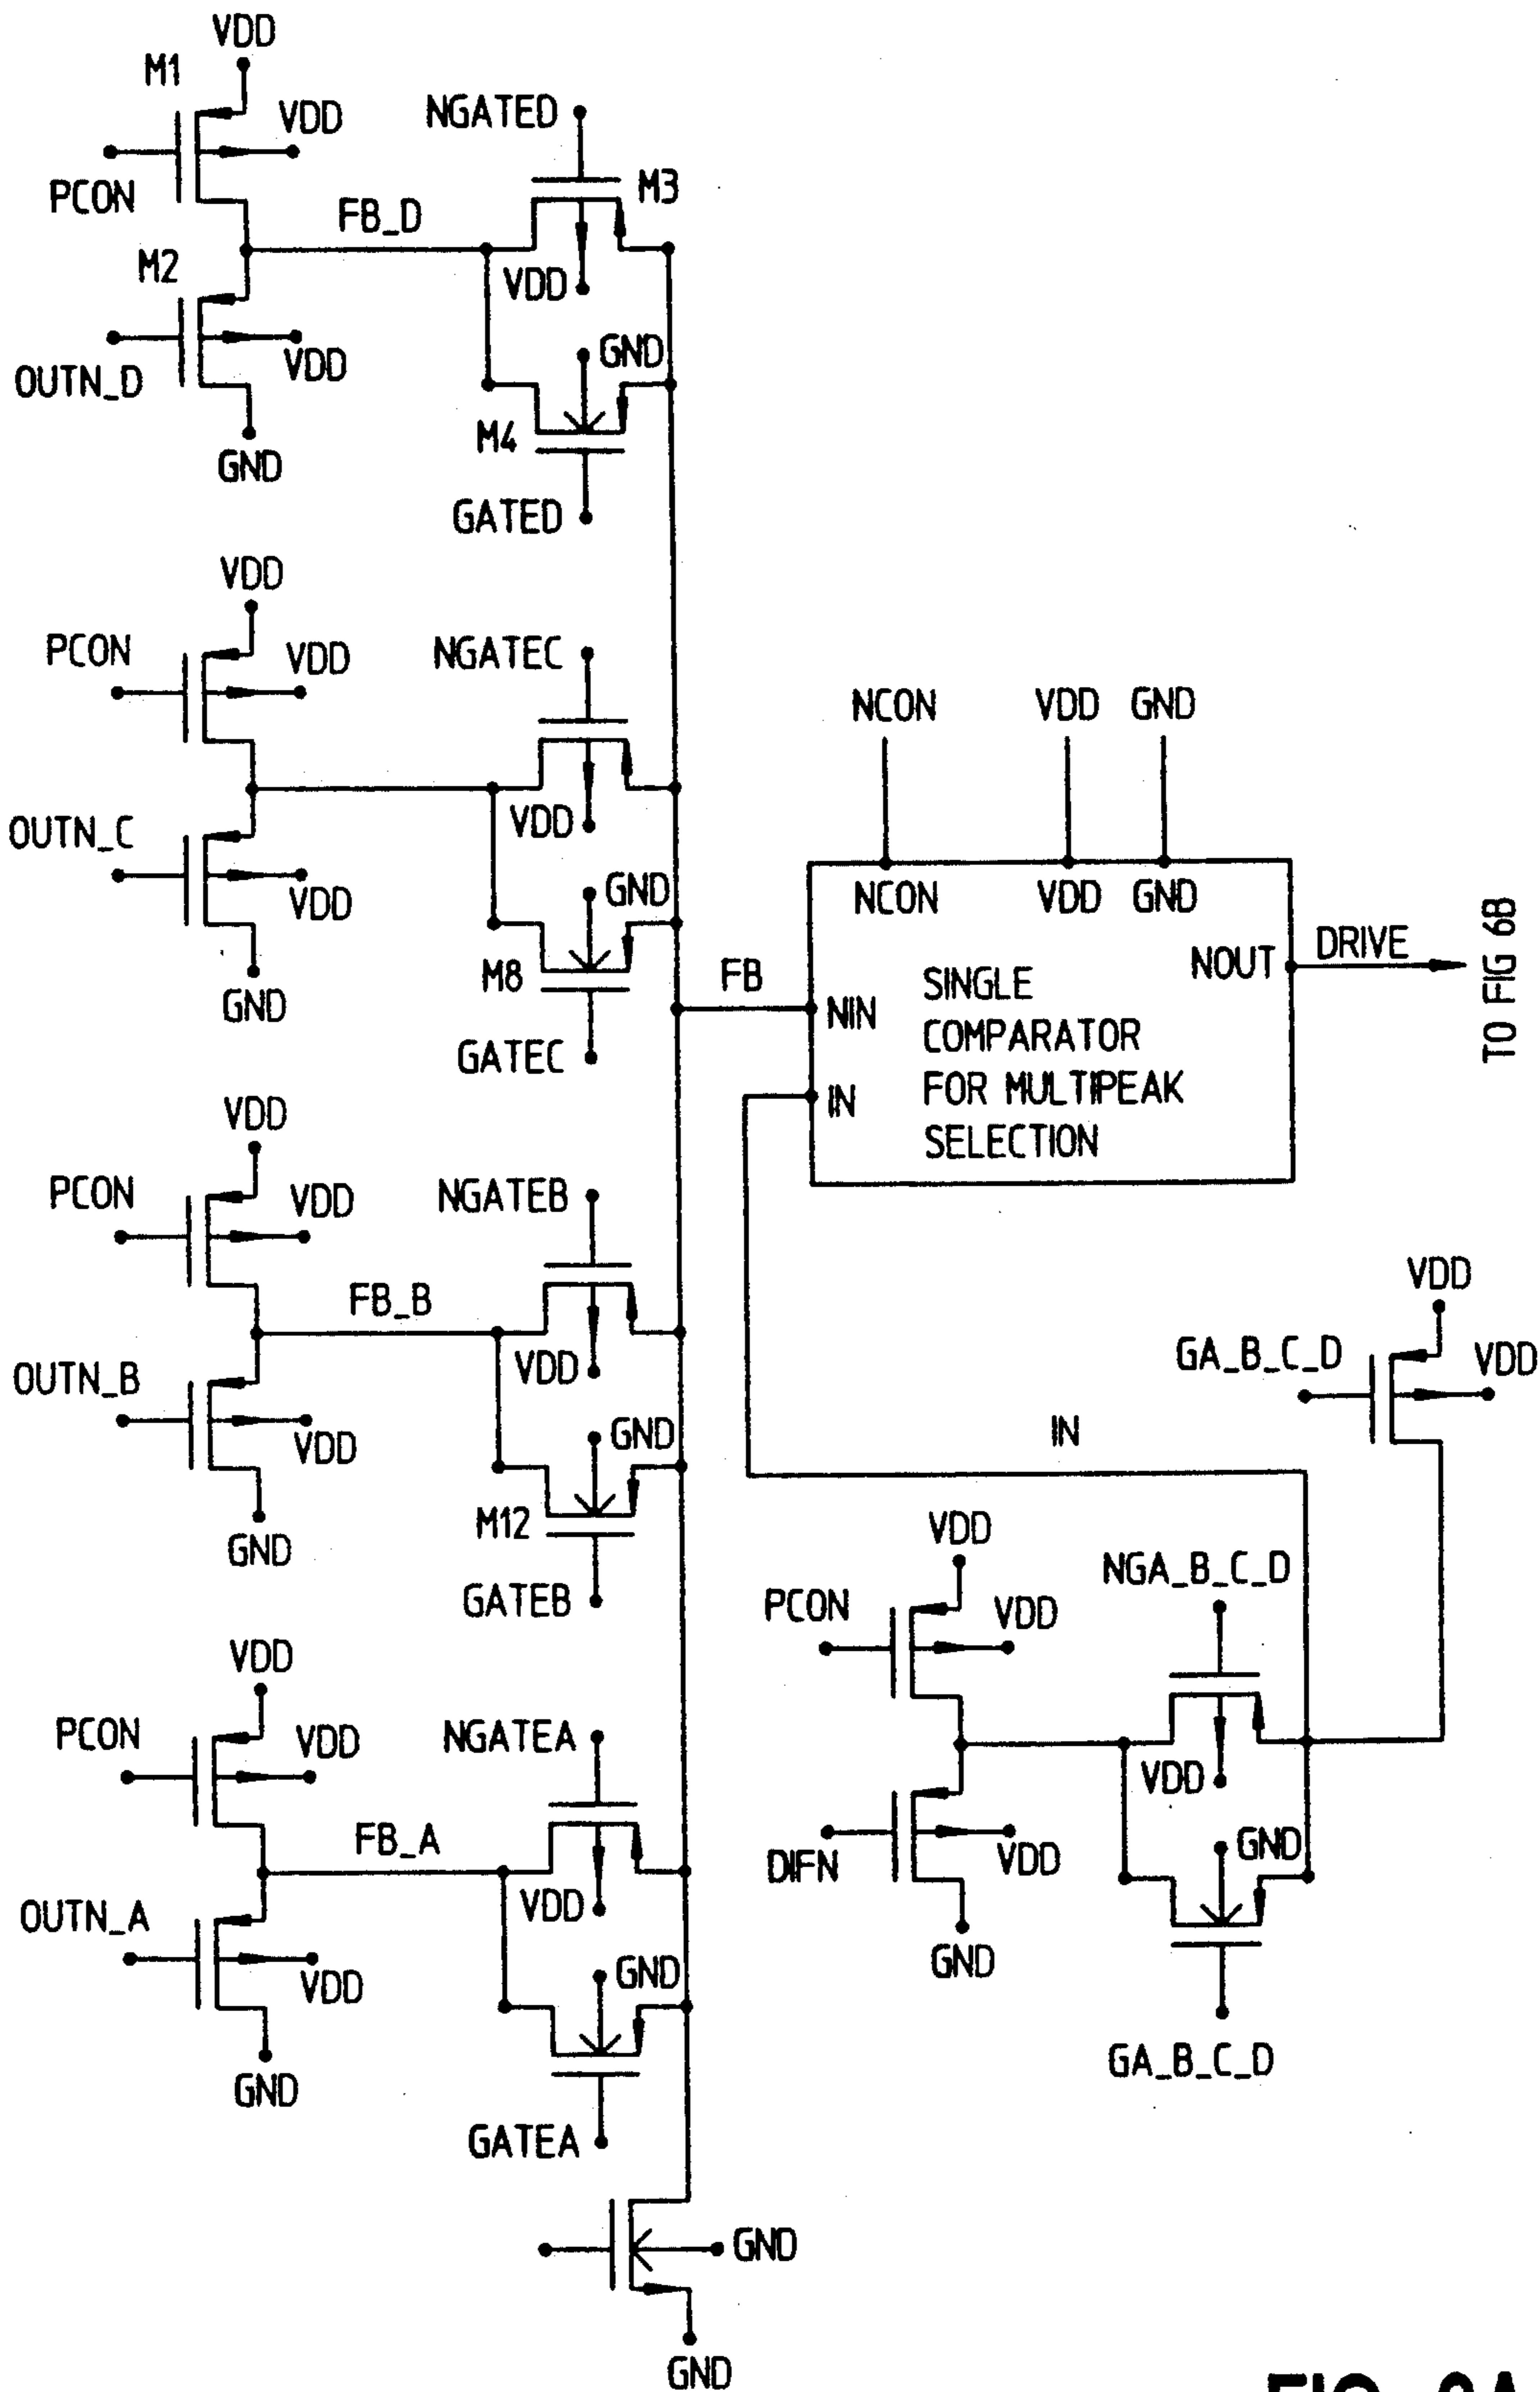 VDD
M1
VDD
PCON
NGATED
M3
FB_D
M2
VDD
OUTN_D
VDD
GND
M4
GND
GATED
VDD
PCON
VDD
NGATEC
VDD
OUTN_C
VDD
GND
M8
GND
GATEC
NCON VDD GND
NCON VDD GND
NOUT
DRIVE
TO FIG 6B
FB
NIN
IN
SINGLE
COMPARATOR
FOR MULTIPEAK
SELECTION
VDD
PCON
VDD
NGATEB
FB_B
VDD
OUTN_B
VDD
GND
M12
GND
GATEB
VDD
GA_B_C_D
VDD
IN
VDD
PCON
VDD
NGA_B_C_D
VDD
DIFN
VDD
GND
GND
GA_B_C_D
VDD
PCON
VDD
NGATEA
FB_A
VDD
OUTN_A
VDD
GND
GND
GATEA
GND
GND